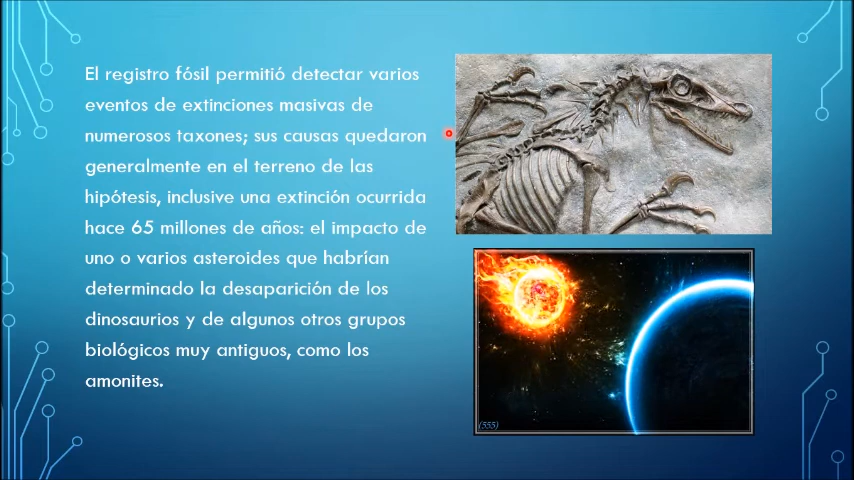 El registro fósil permitió detectar varios
eventos de extinciones masivas de
numerosos taxones; sus causas quedaron
generalmente en el terreno de las
hipótesis, inclusive una extinción ocurrida
hace 65 millones de años: el impacto de
uno o varios asteroides que habrían
determinado la desaparición de los
dinosaurios y de algunos otros grupos
biológicos muy antiguos, como los
amonites.
(555)